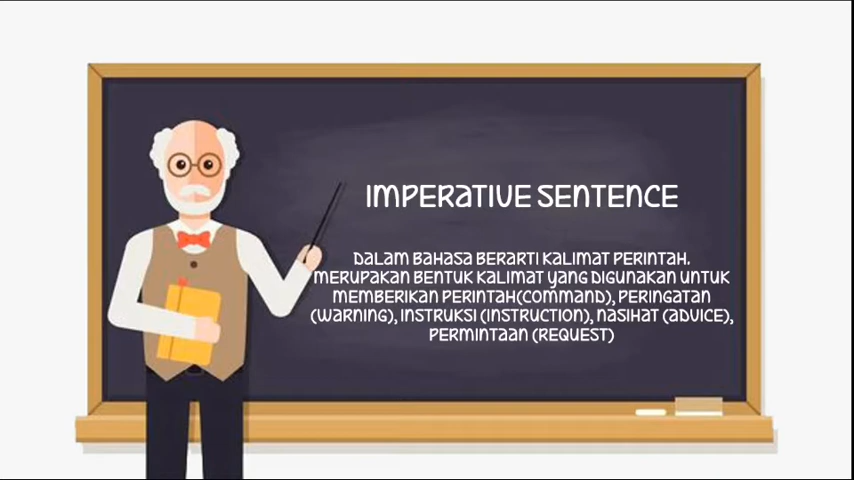 IMPERATIVE SENTENCE
DALAM BAHASA BERARTI KALIMAT PERINTAH.
MERUPAKAN BENTUK KALIMAT YANG DIGUNAKAN UNTUK
MEMBERIKAN PERINTAH(COMMAND), PERINGATAN
(WARNING), INSTRUKSI (INSTRUCTION), NASIHAT (ADVICE),
PERMINTAAN (REQUEST)